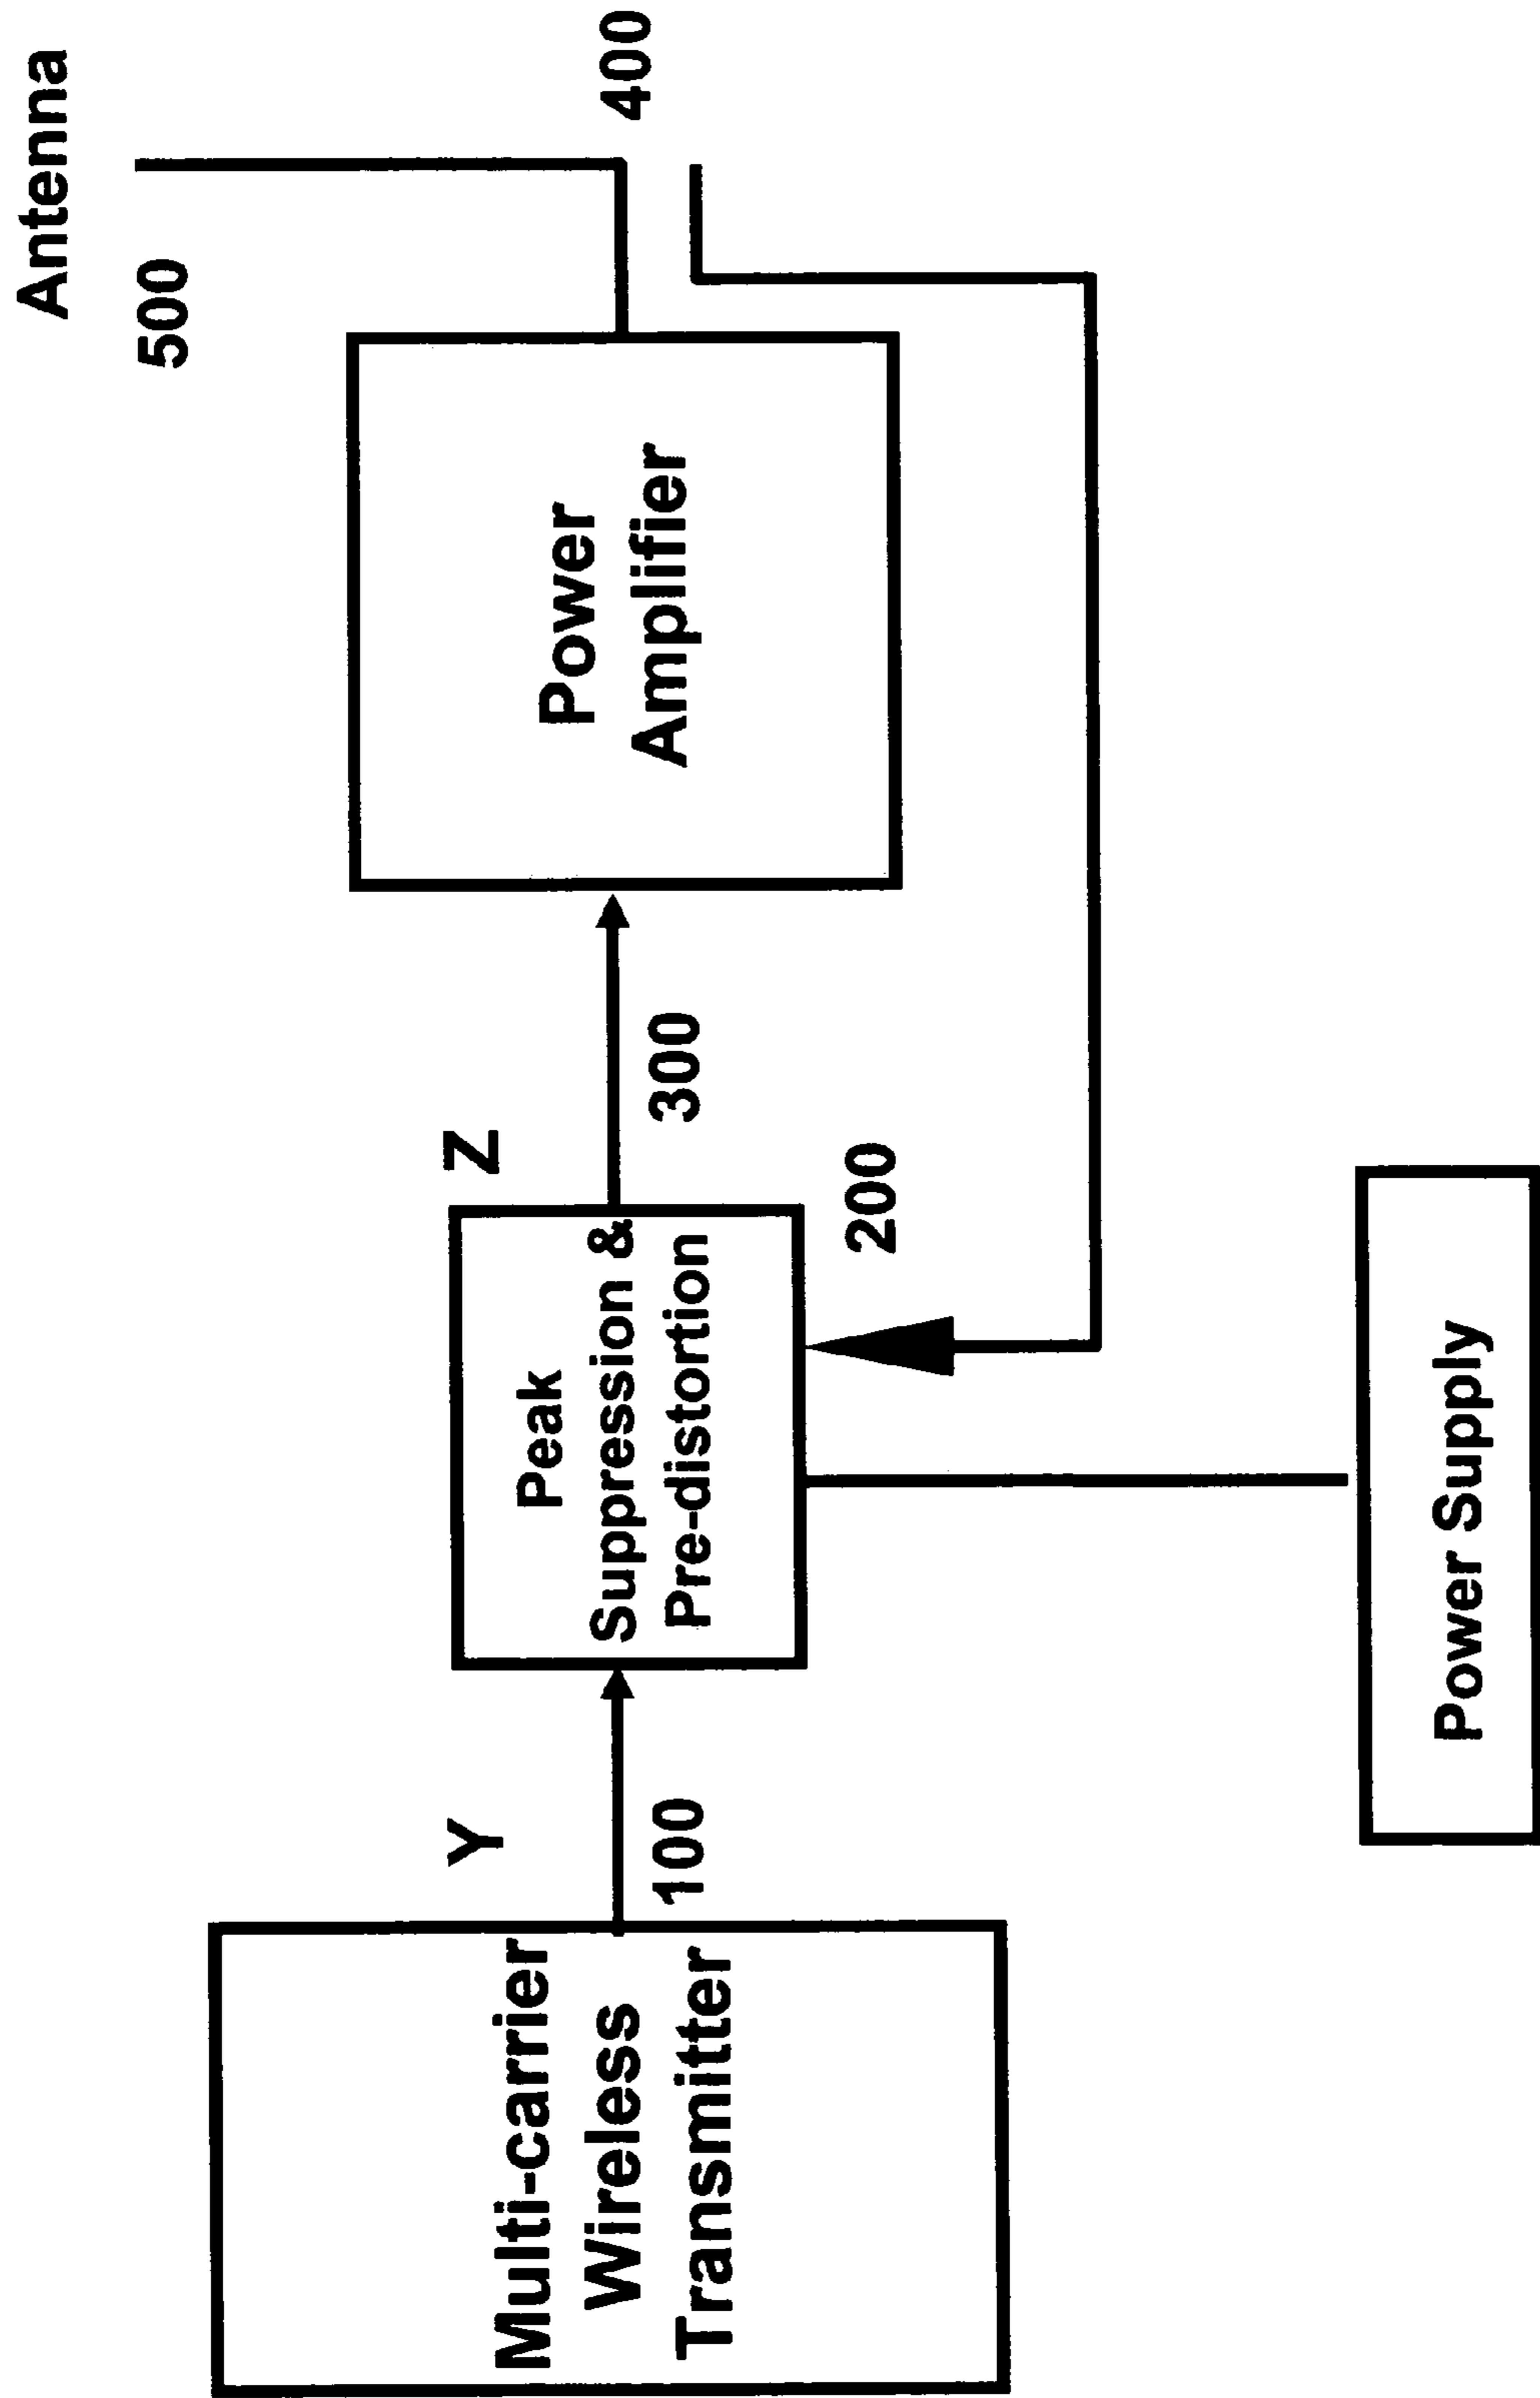 Multi-carrier
Wireless
Transmitter
Y
100
Peak
Suppression &
Pre-distortion
Z
300
200
Power
Amplifier
Antenna
500
400
Power Supply